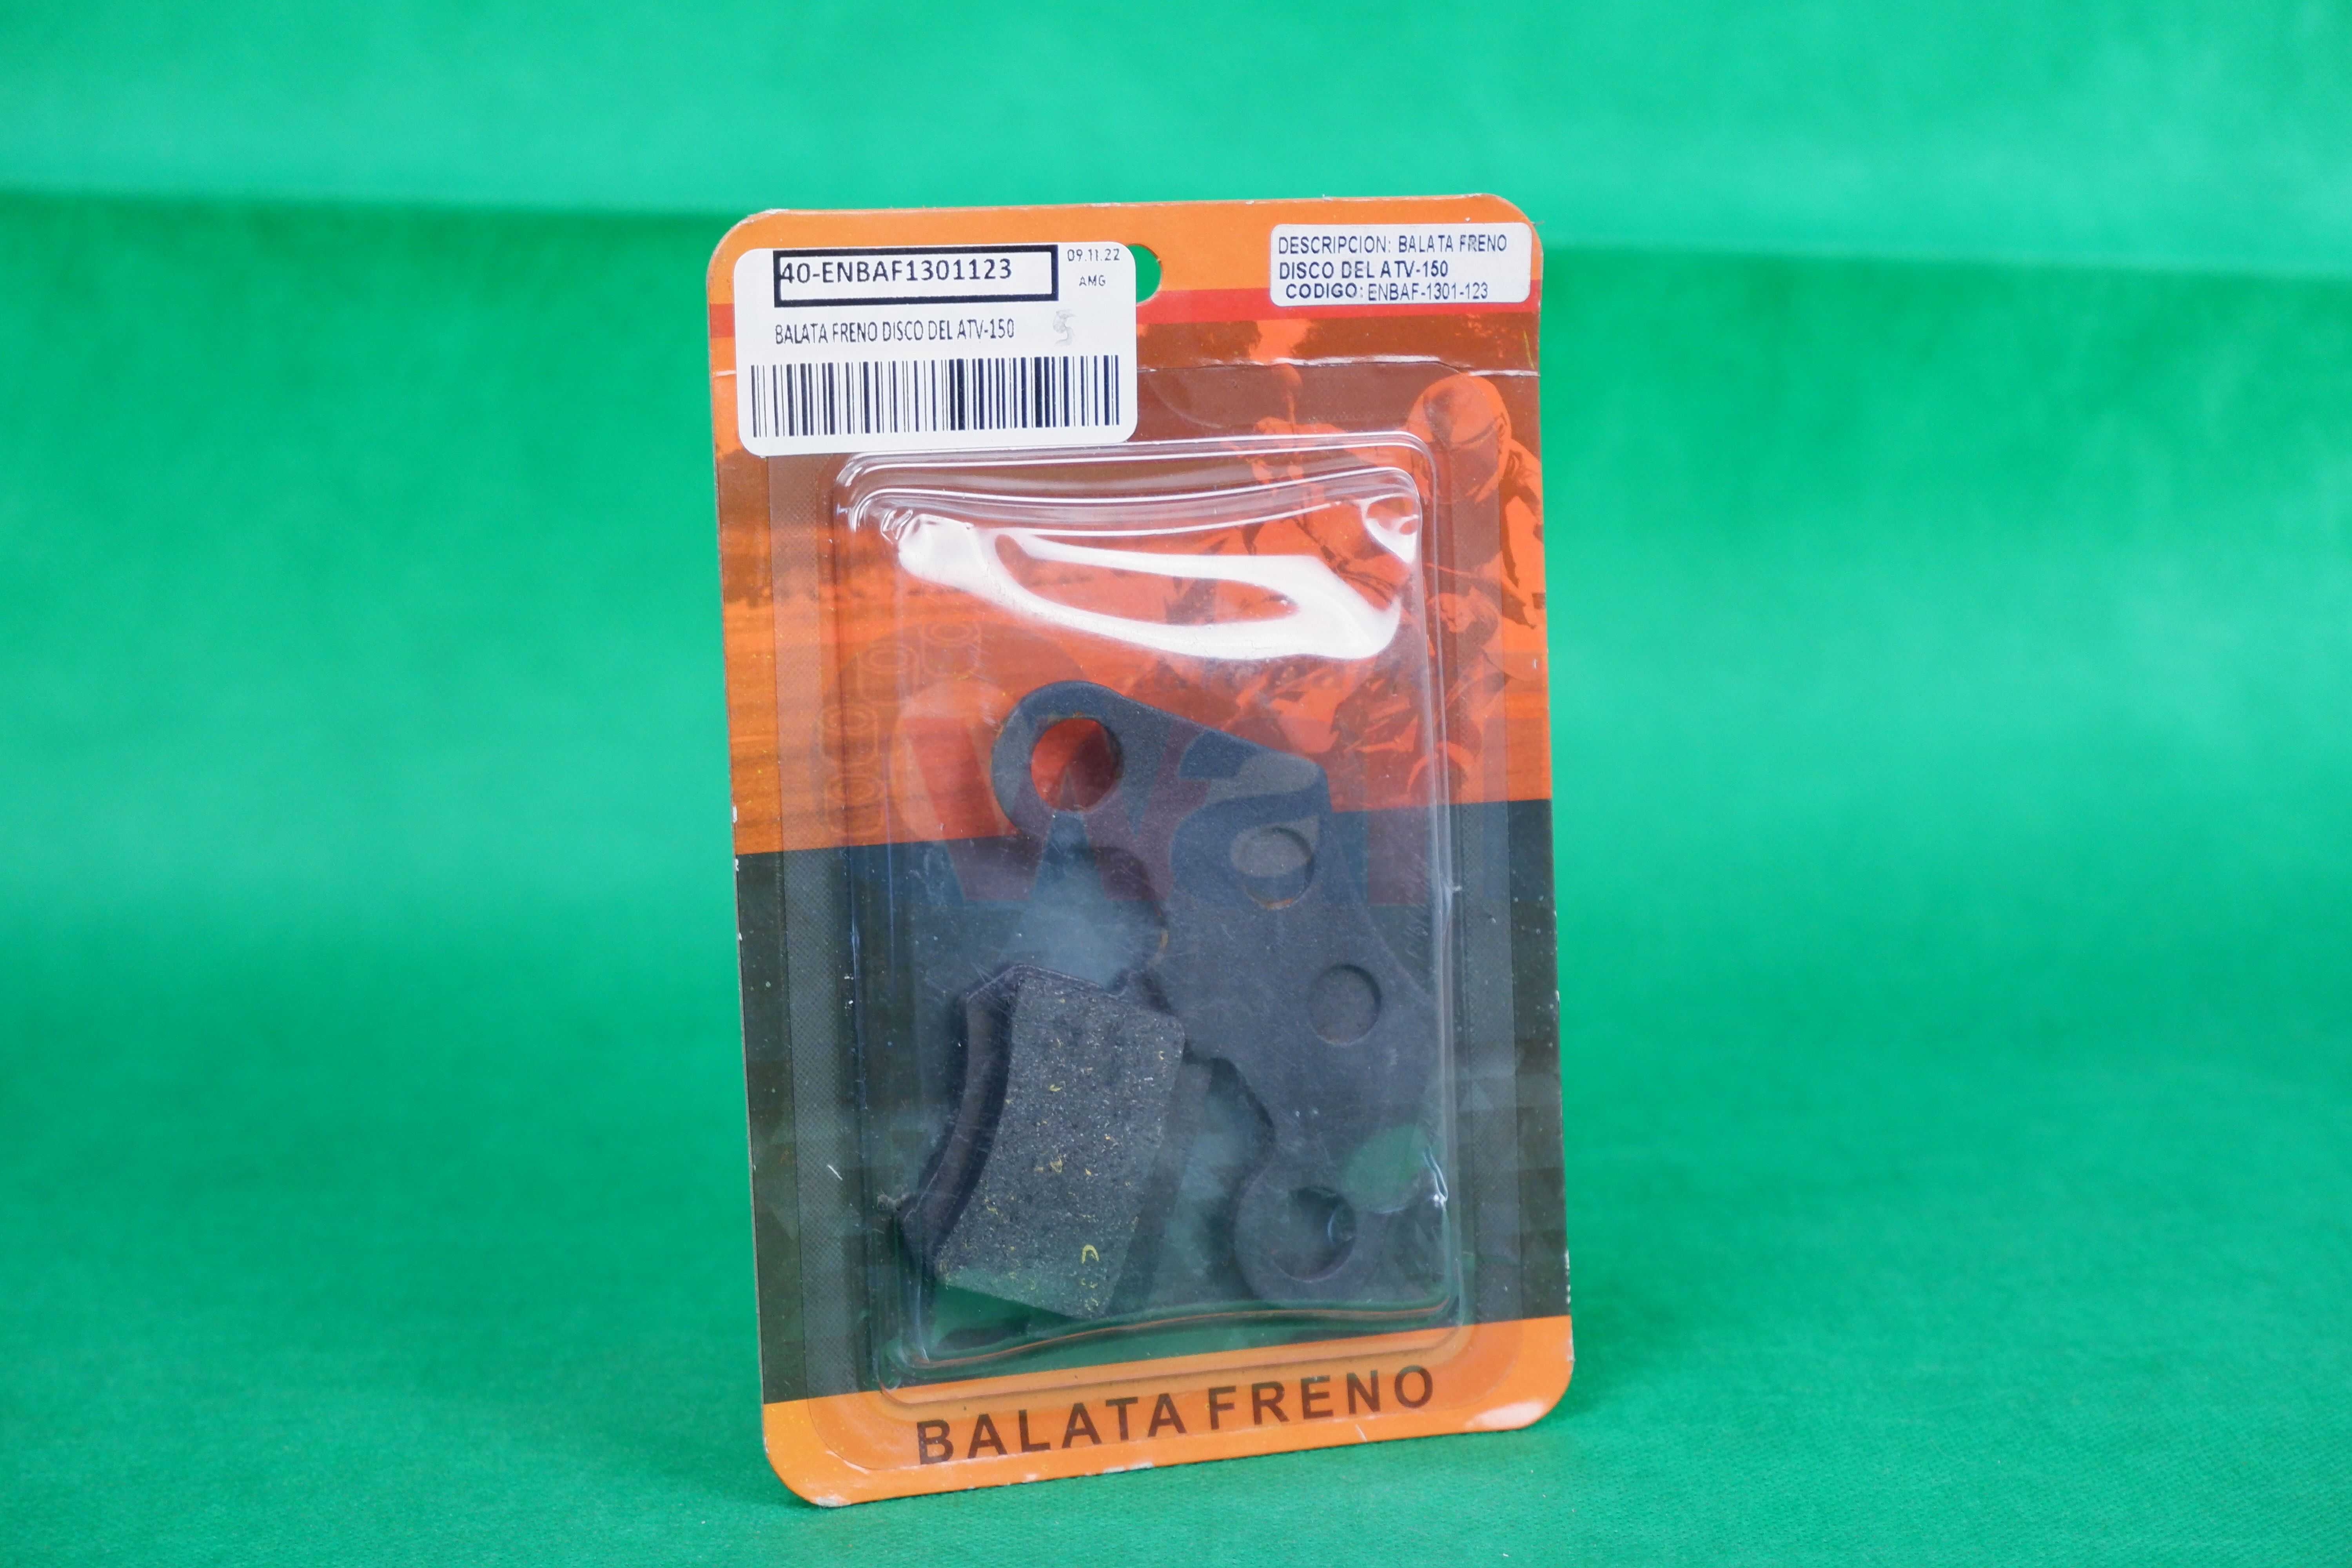 40-ENBAF1301123
09.11.22
AMG
BALATA FRENO DISCO DEL ATV-150
5
DESCRIPCION: BALATA FRENO
DISCO DEL ATV-150
CODIGO: ENBAF-1301-123
BALATA FRENO